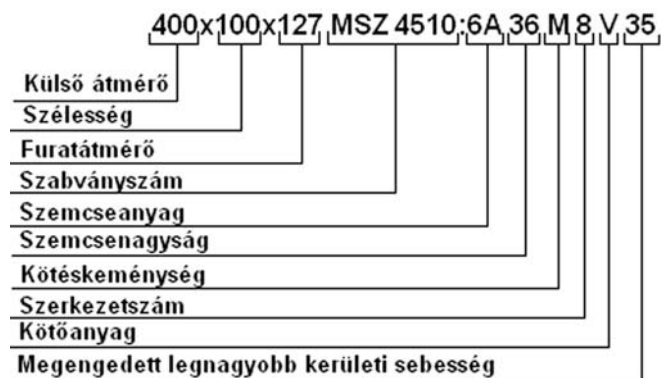 400x100x127 MSZ 4510:6A 36 M 8 V 35
Külső átmérő
Szélesség
Furatátmérő
Szabványszám
Szemcseanyag
Szemcsenagyság
Kötéskeménység
Szerkezetszám
Kötőanyag
Megengedett legnagyobb kerületi sebesség